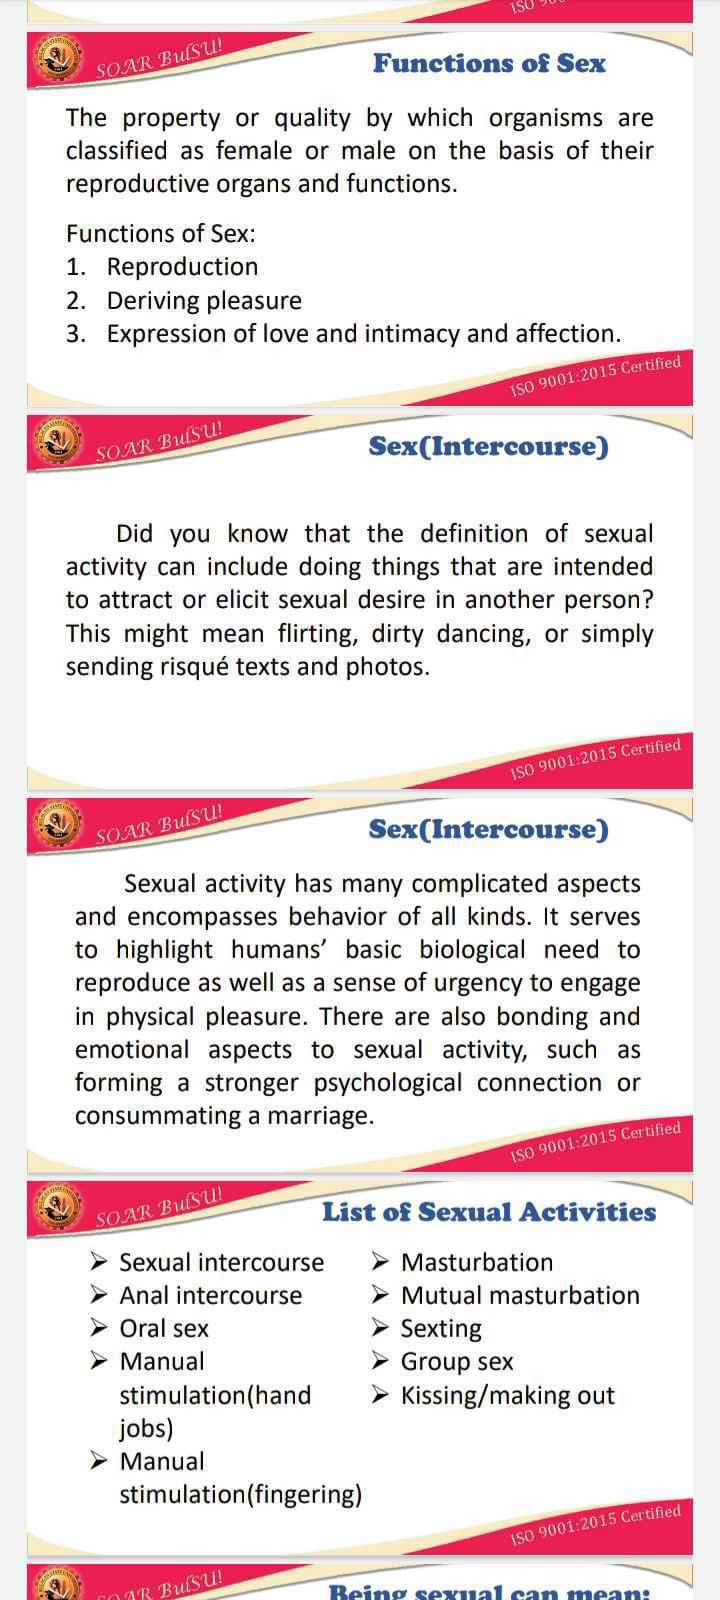 ISO
SOAR BulSU!
Functions of Sex
The property or quality by which organisms are
classified as female or male on the basis of their
reproductive organs and functions.
Functions of Sex:
1. Reproduction
2. Deriving pleasure
3. Expression of love and intimacy and affection.
ISO 9001:2015 Certified
SOAR BulSU!
Sex(Intercourse)
Did you know that the definition of sexual
activity can include doing things that are intended
to attract or elicit sexual desire in another person?
This might mean flirting, dirty dancing, or simply
sending risqué texts and photos.
ISO 9001:2015 Certified
SOAR BulSU!
Sex(Intercourse)
Sexual activity has many complicated aspects
and encompasses behavior of all kinds. It serves
to highlight humans’ basic biological need to
reproduce as well as a sense of urgency to engage
in physical pleasure. There are also bonding and
emotional aspects to sexual activity, such as
forming a stronger psychological connection or
consummating a marriage.
ISO 9001:2015 Certified
SOAR BulSU!
List of Sexual Activities
➢ Sexual intercourse
➢ Anal intercourse
➢ Oral sex
➢ Manual
stimulation(hand
jobs)
➢ Manual
stimulation(fingering)
➢ Masturbation
➢ Mutual masturbation
➢ Sexting
➢ Group sex
➢ Kissing/making out
ISO 9001:2015 Certified
SOAR BulSU!
Being sexual can mean: